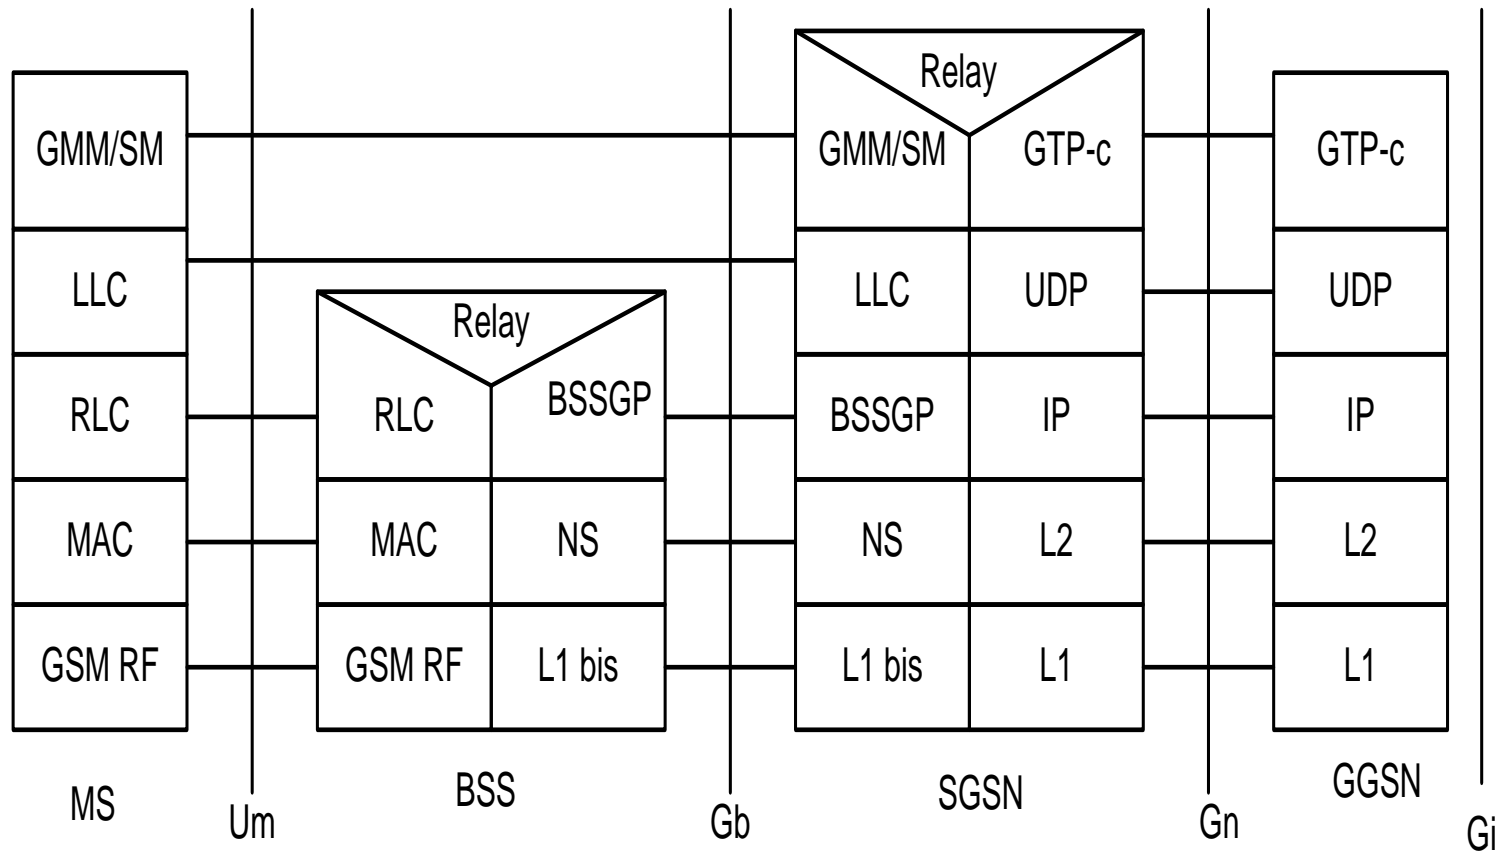 Relay
GMM/SM GMM/SM GTP-c GTP-c
LLC LLC UDP UDP
Relay
RLC RLC BSSGP BSSGP IP IP
MAC MAC NS NS L2 L2
GSM RF GSM RF L1 bis L1 bis L1 L1
MS BSS SGSN GGSN
Um Gb Gn Gi